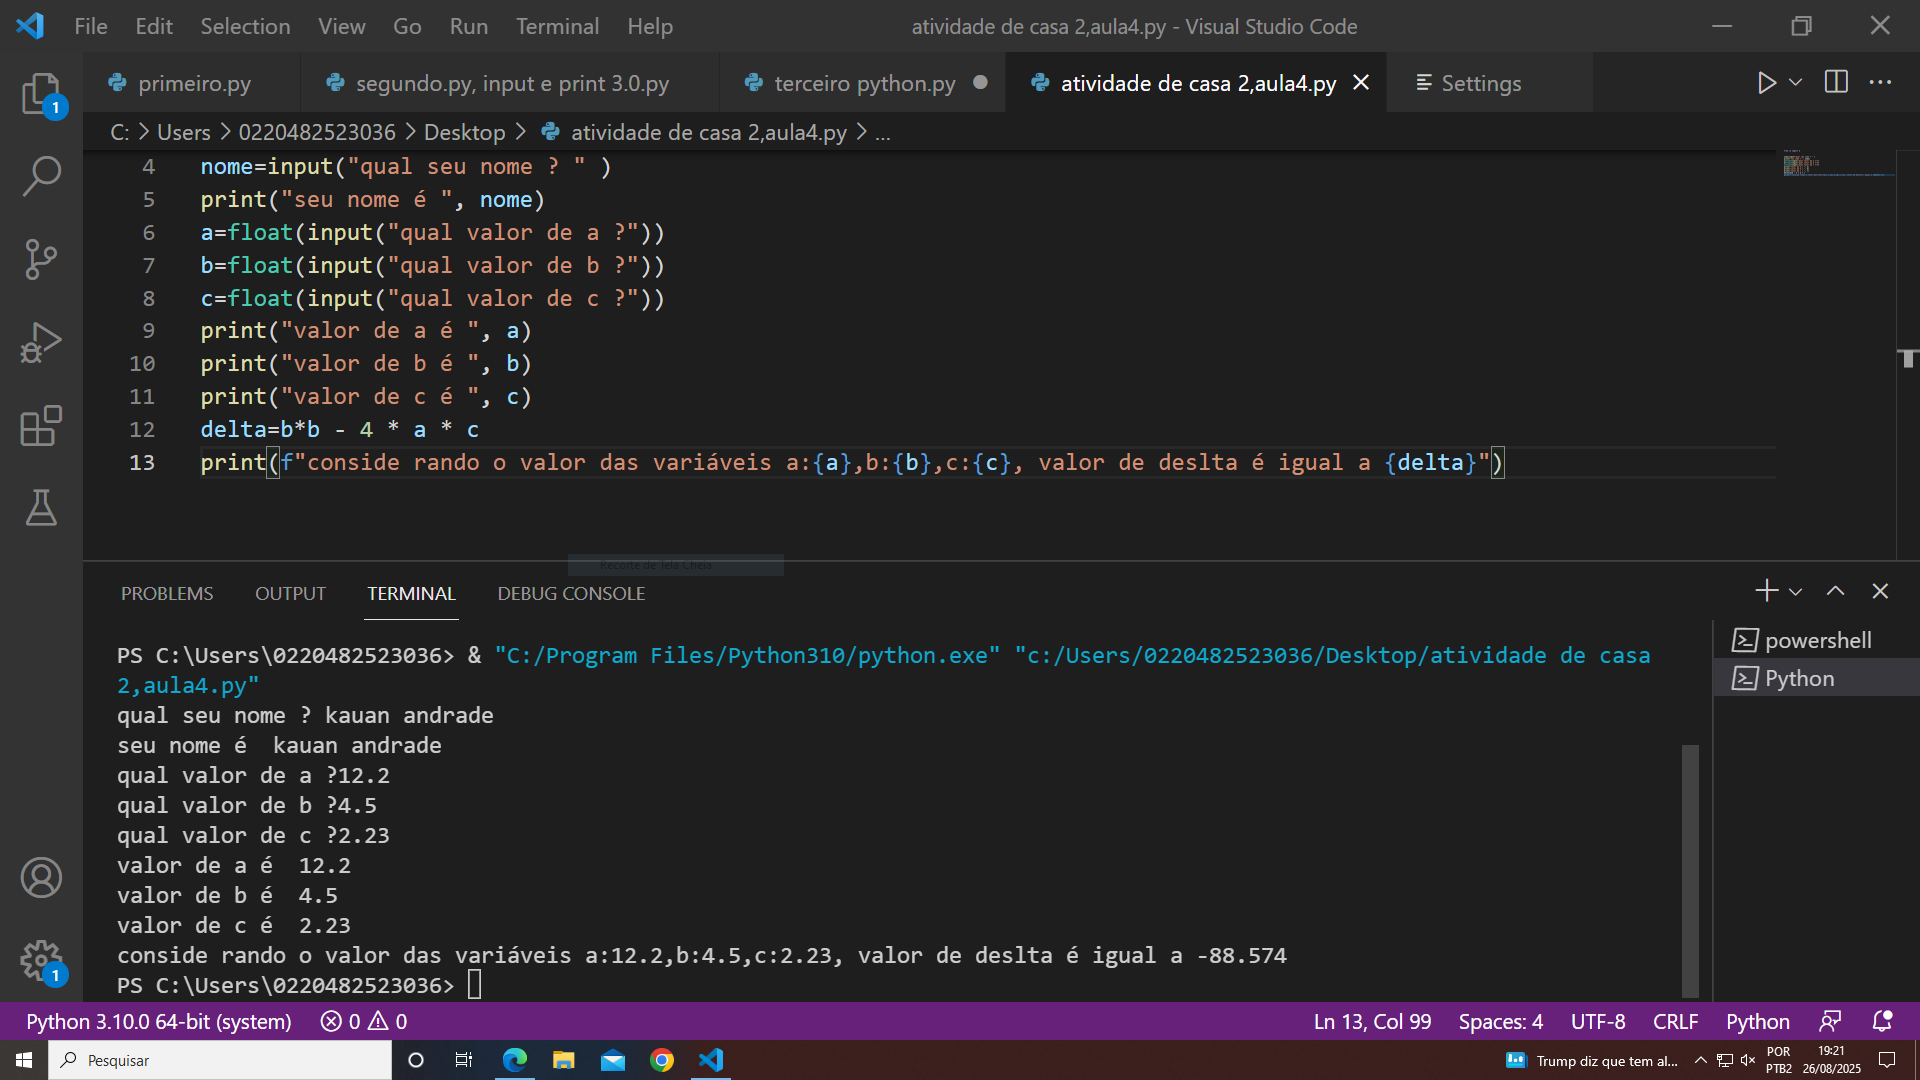 File Edit Selection View Go Run Terminal Help atividade de casa 2,aula4.py - Visual Studio Code
primeiro.py segundo.py, input e print 3.0.py terceiro python.py atividade de casa 2,aula4.py Settings
C: > Users > 0220482523036 > Desktop > atividade de casa 2,aula4.py > ...
4 nome=input("qual seu nome ? " )
5 print("seu nome é ", nome)
6 a=float(input("qual valor de a ?"))
7 b=float(input("qual valor de b ?"))
8 c=float(input("qual valor de c ?"))
9 print("valor de a é ", a)
10 print("valor de b é ", b)
11 print("valor de c é ", c)
12 delta=b*b - 4 * a * c
13 print(f"conside rando o valor das variáveis a:{a},b:{b},c:{c}, valor de deslta é igual a {delta}")
Recorte de Tela Cheia
PROBLEMS OUTPUT TERMINAL DEBUG CONSOLE
PS C:\Users\0220482523036> & "C:/Program Files/Python310/python.exe" "c:/Users/0220482523036/Desktop/atividade de casa
2,aula4.py"
qual seu nome ? kauan andrade
seu nome é  kauan andrade
qual valor de a ?12.2
qual valor de b ?4.5
qual valor de c ?2.23
valor de a é  12.2
valor de b é  4.5
valor de c é  2.23
conside rando o valor das variáveis a:12.2,b:4.5,c:2.23, valor de deslta é igual a -88.574
PS C:\Users\0220482523036>
powershell
Python
1
1
Python 3.10.0 64-bit (system) 0 0 Ln 13, Col 99 Spaces: 4 UTF-8 CRLF Python
Pesquisar Trump diz que tem al... POR 19:21
PTB2 26/08/2025